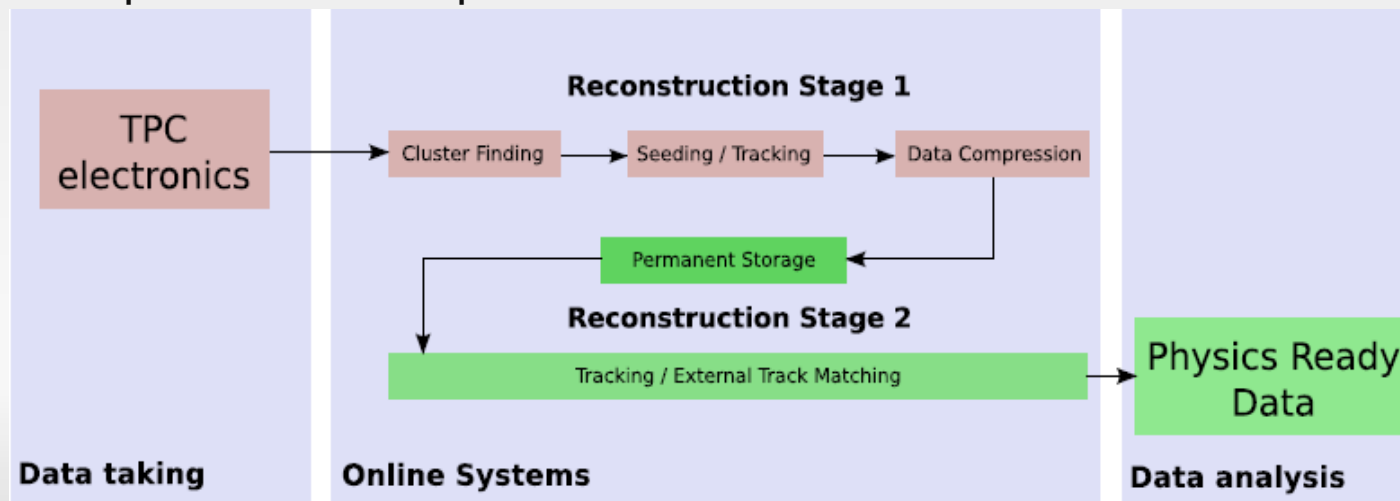 Reconstruction Stage 1
TPC
electronics
Cluster Finding
Seeding / Tracking
Data Compression
Permanent Storage
Reconstruction Stage 2
Tracking / External Track Matching
Physics Ready
Data
Data taking
Online Systems
Data analysis